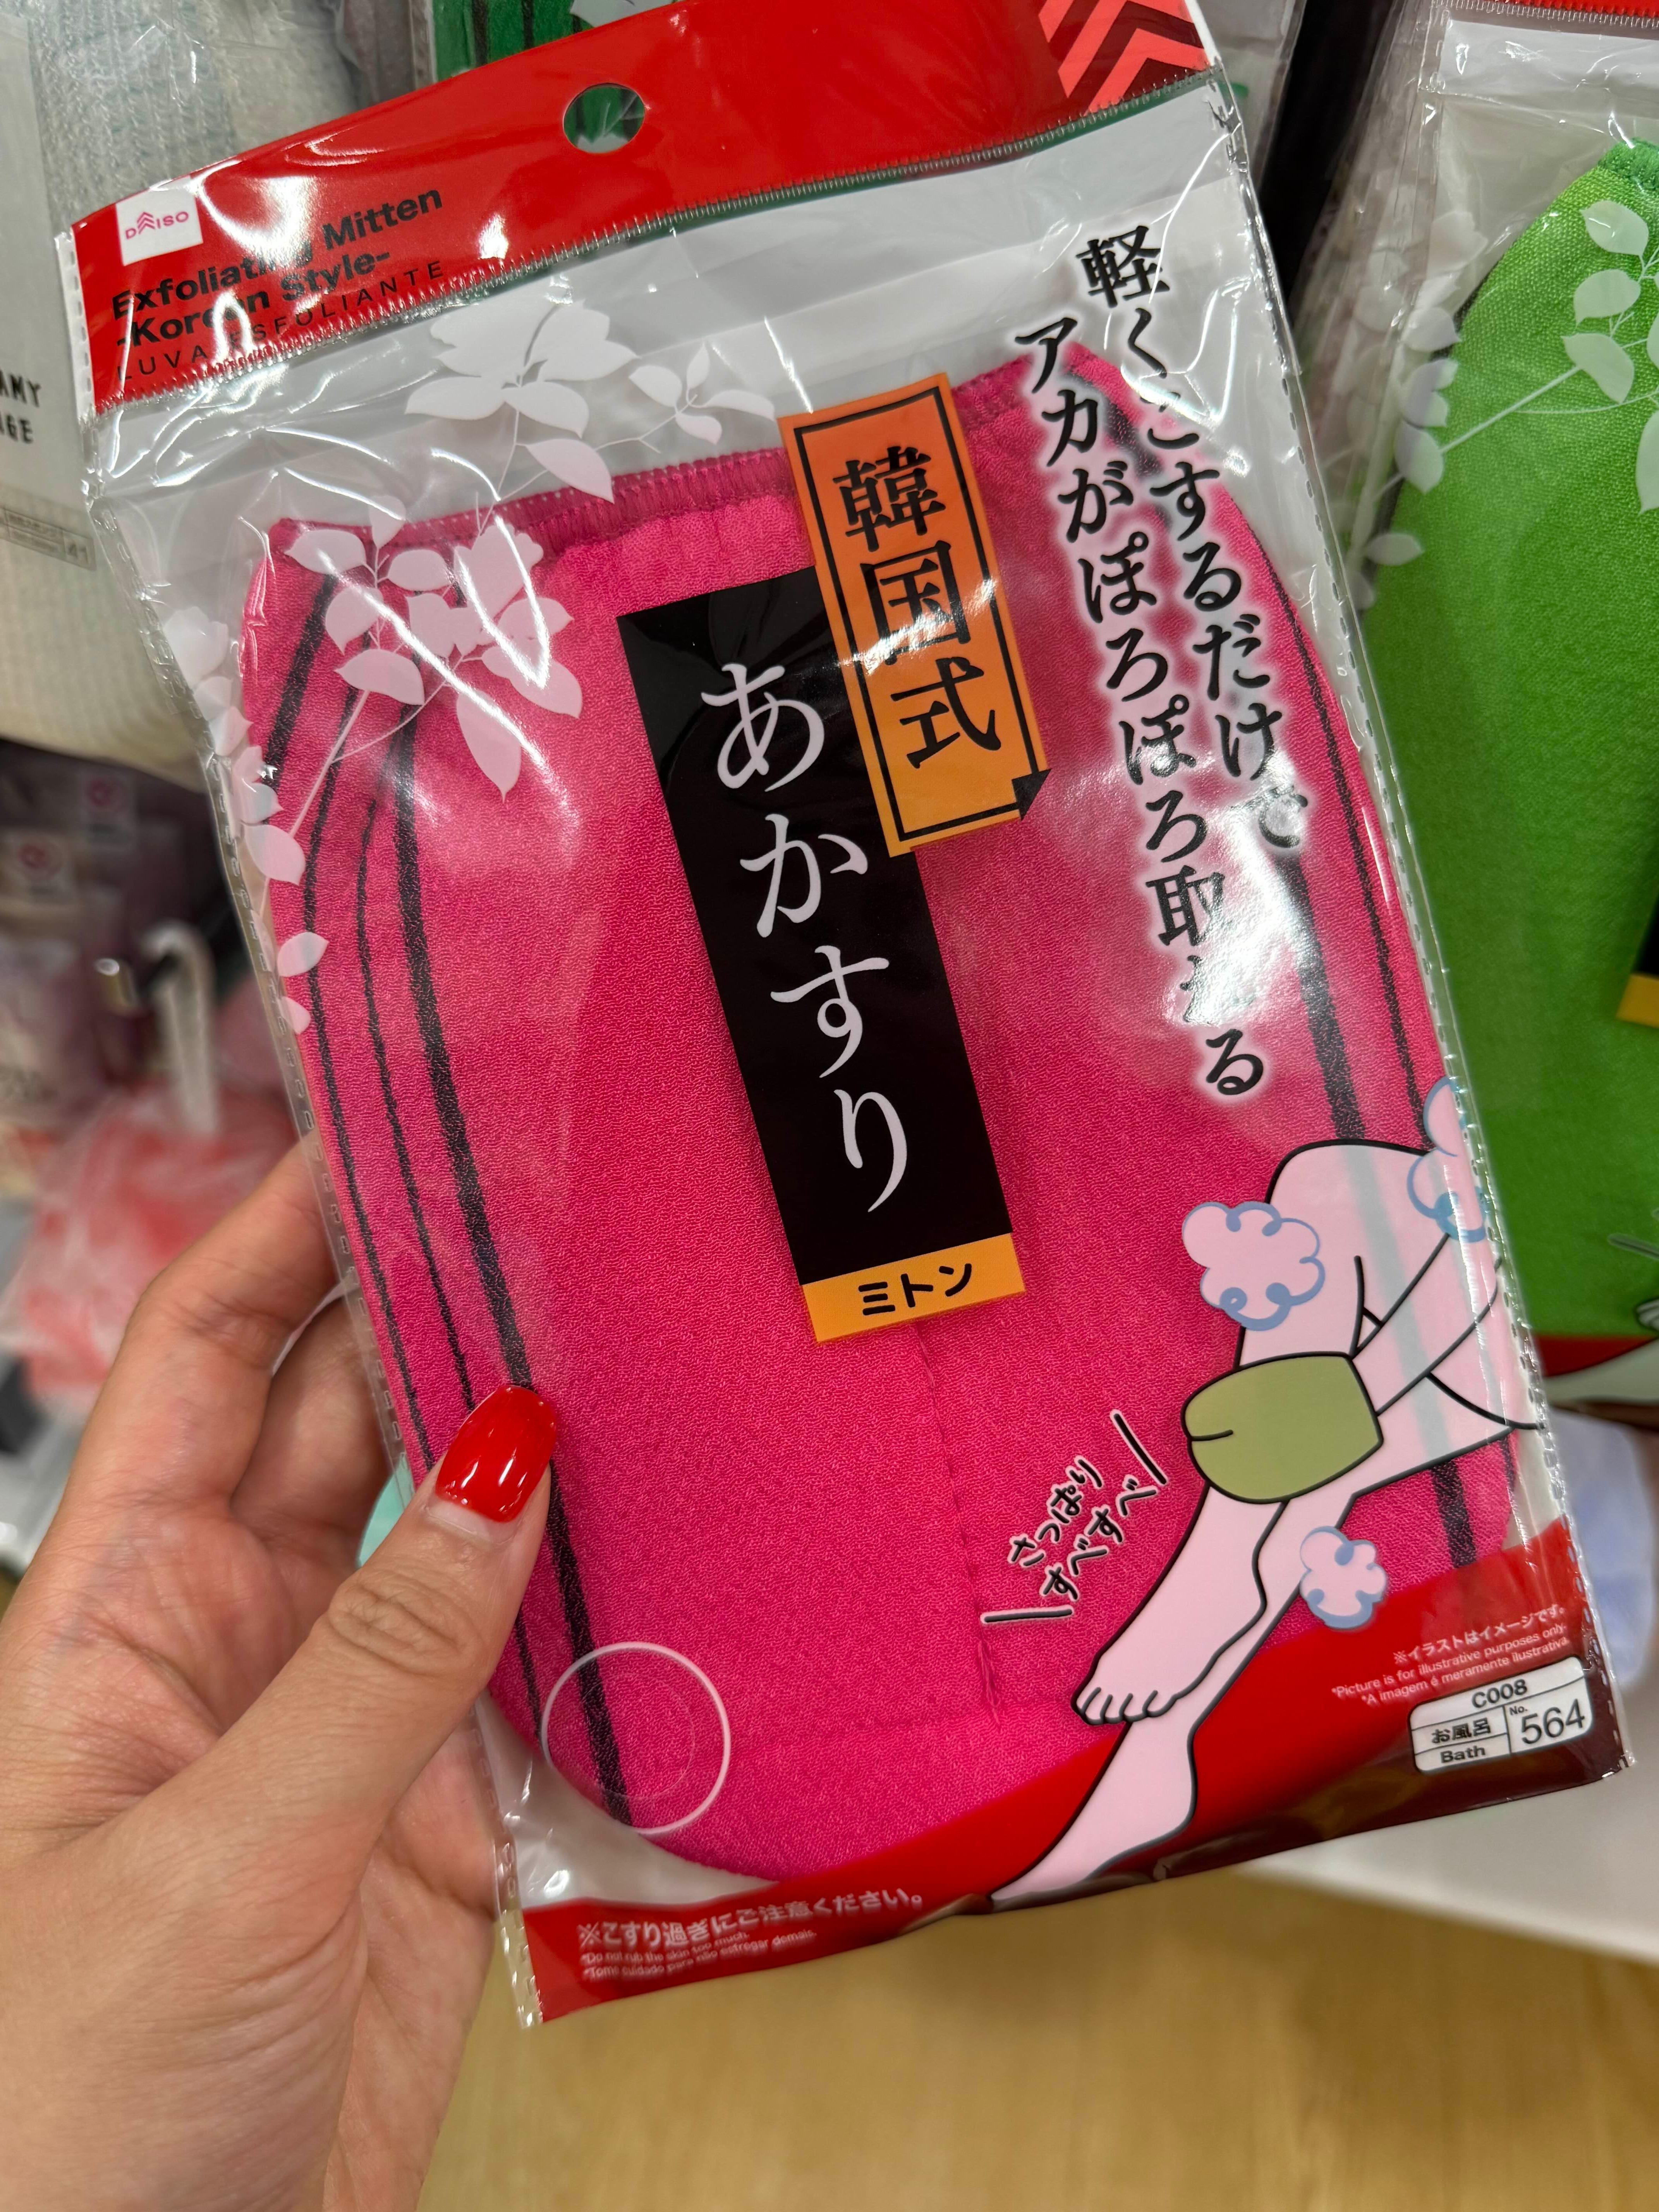 DAISO
Exfoliating Mitten
-Korean Style-
LUVA ESFOLIANTE
軽くこするだけで
アカがぽろぽろ取れる
韓国式
あかすり
ミトン
さっぱり
すべすべ
※イラストはイメージです。
*Picture is for illustrative purposes only.
*A imagem é meramente ilustrativa.
C008
お風呂
Bath
No.
564
※こすり過ぎにご注意ください。
*Do not rub the skin too much.
*Tome cuidado para não esfregar demais.